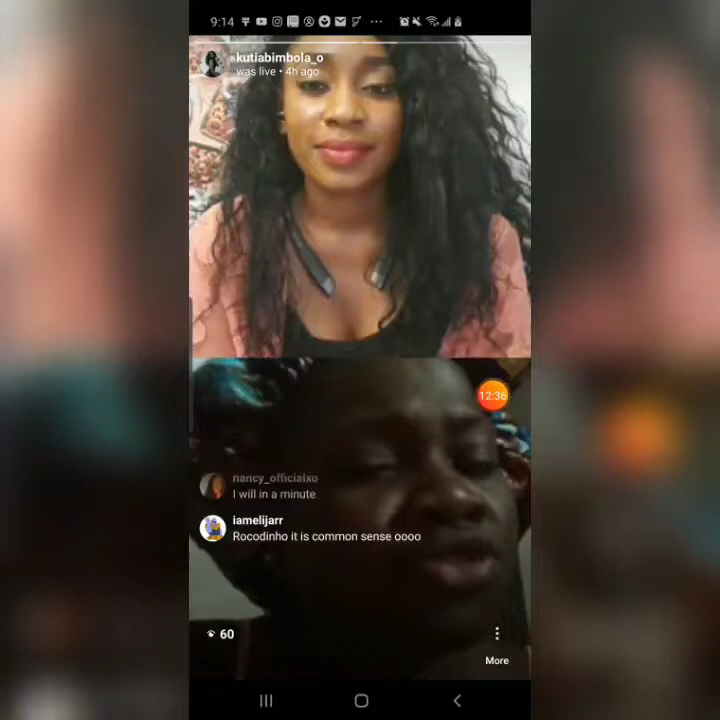 9:14
kutiabimbola_o
was live • 4h ago
12:36
nancy_officialxo
I will in a minute
iamelijarr
Rocodinho it is common sense oooo
60
More